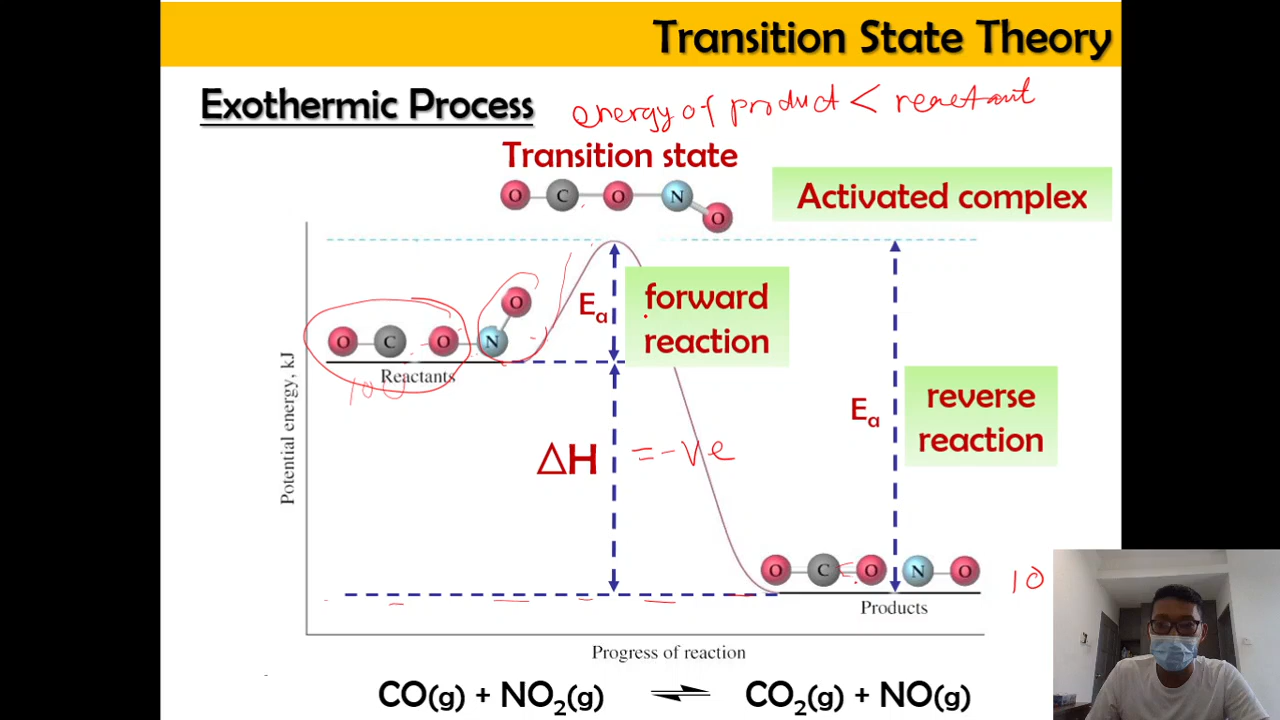 Transition State Theory
Exothermic Process
energy of product < reactant
Transition state
O C O N O
Activated complex
Eₐ
forward
reaction
O C O N O
Reactants
100
Eₐ
reverse
reaction
ΔH = -ve
Potential energy, kJ
O C O N O
10
Products
Progress of reaction
CO(g) + NO₂(g) ⇌ CO₂(g) + NO(g)